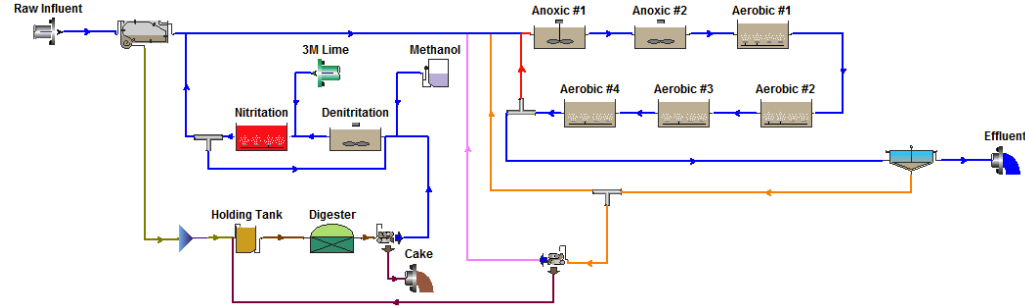 Raw Influent
Anoxic #1
Anoxic #2
Aerobic #1
3M Lime
Methanol
Nitritation
Denitritation
Aerobic #4
Aerobic #3
Aerobic #2
Effluent
Holding Tank
Digester
Cake